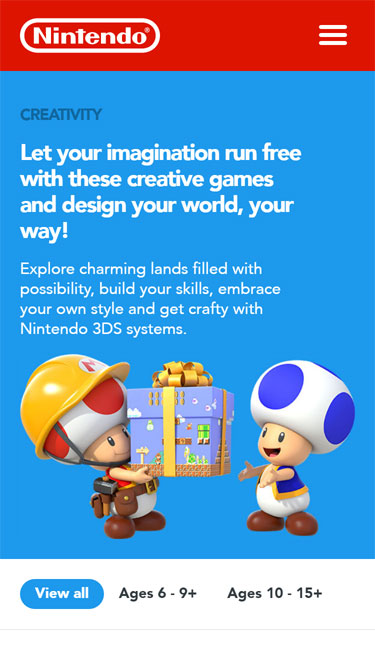 Nintendo®
CREATIVITY
Let your imagination run free
with these creative games
and design your world, your
way!
Explore charming lands filled with
possibility, build your skills, embrace
your own style and get crafty with
Nintendo 3DS systems.
M
View all
Ages 6 - 9+
Ages 10 - 15+